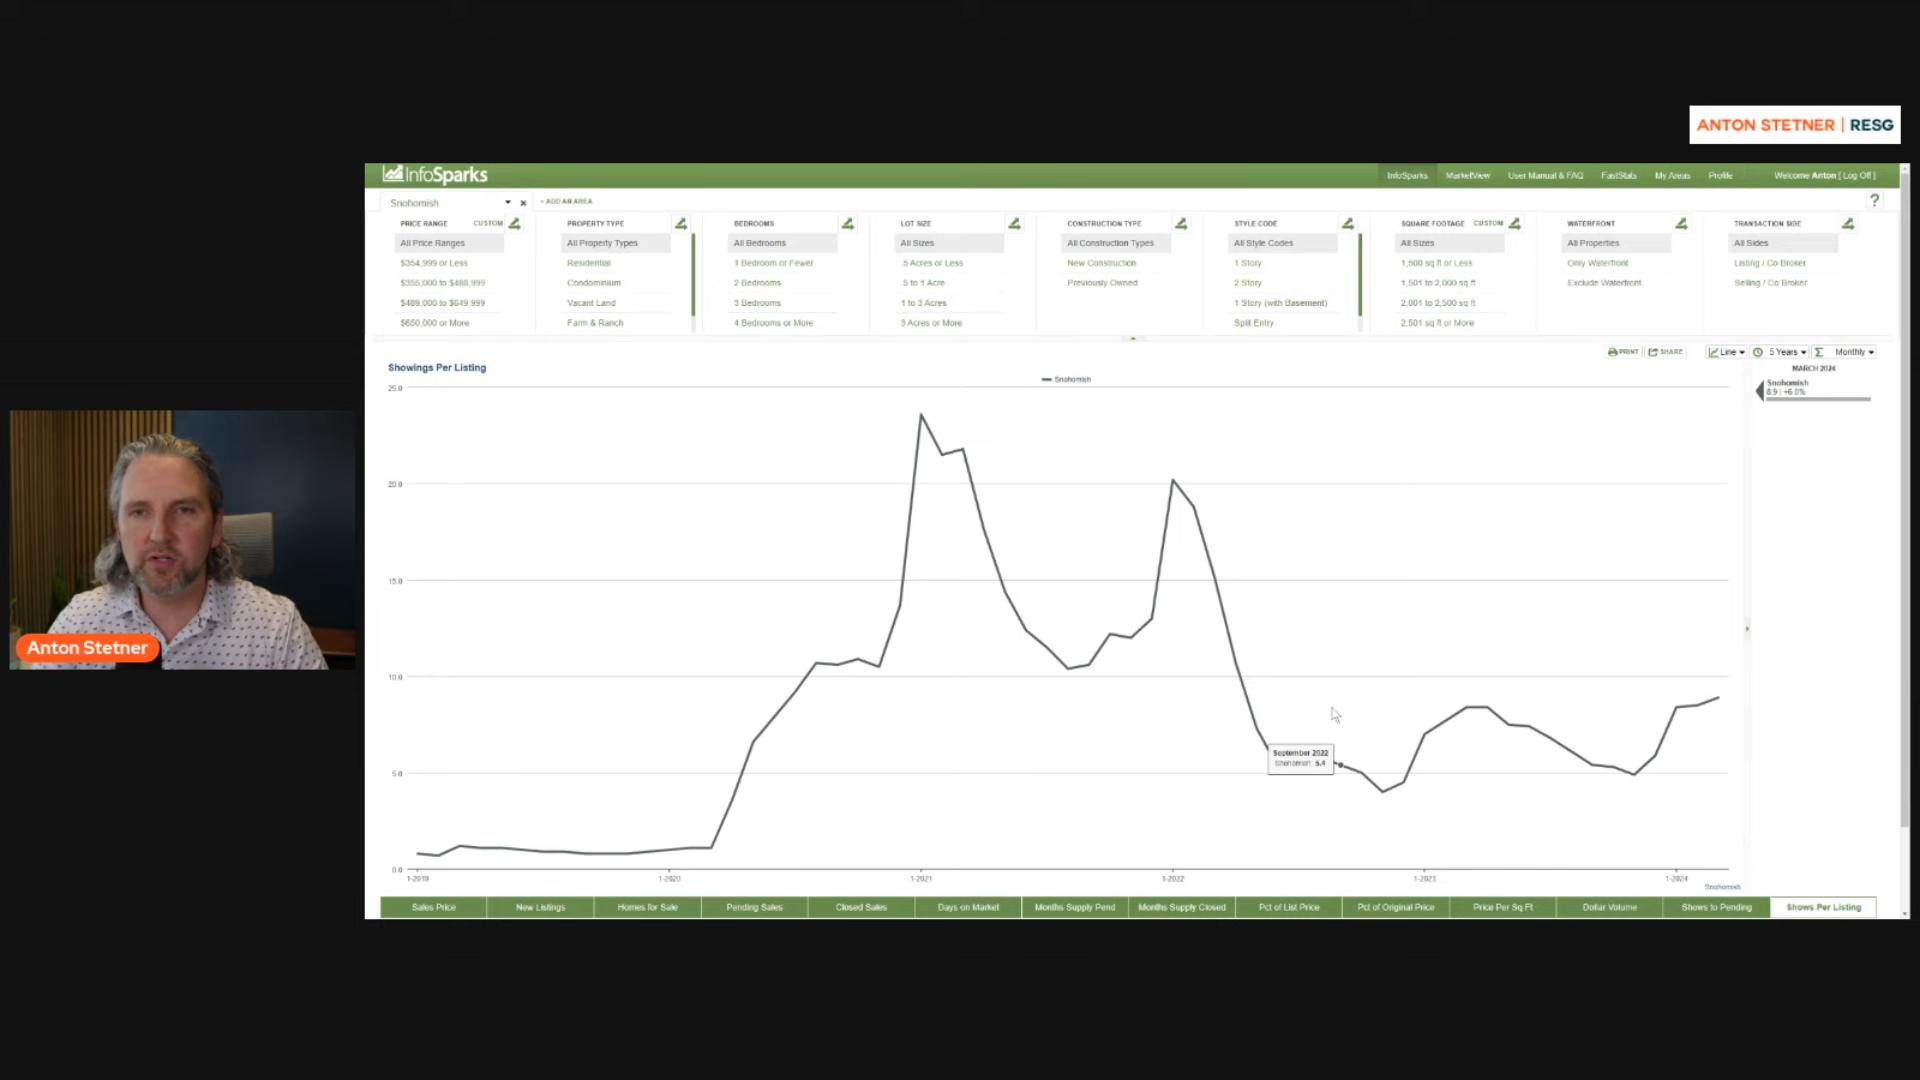 ANTON STETNER | RESG
InfoSparks
InfoSparks MarketView User Manual & FAQ FastStats My Areas Profile Welcome Anton [ Log Off ]
Snohomish
+ ADD AN AREA
?
PRICE RANGE CUSTOM
All Price Ranges
$354,999 or Less
$355,000 to $488,999
$489,000 to $649,999
$650,000 or More
PROPERTY TYPE
All Property Types
Residential
Condominium
Vacant Land
Farm & Ranch
BEDROOMS
All Bedrooms
1 Bedroom or Fewer
2 Bedrooms
3 Bedrooms
4 Bedrooms or More
LOT SIZE
All Sizes
.5 Acres or Less
.5 to 1 Acre
1 to 3 Acres
3 Acres or More
CONSTRUCTION TYPE
All Construction Types
New Construction
Previously Owned
STYLE CODE
All Style Codes
1 Story
2 Story
1 Story (with Basement)
Split Entry
SQUARE FOOTAGE CUSTOM
All Sizes
1,500 sq ft or Less
1,501 to 2,000 sq ft
2,001 to 2,500 sq ft
2,501 sq ft or More
WATERFRONT
All Properties
Only Waterfront
Exclude Waterfront
TRANSACTION SIDE
All Sides
Listing / Co Broker
Selling / Co Broker
PRINT SHARE Line 5 Years Monthly
Showings Per Listing
Snohomish
MARCH 2024
Snohomish
8.9 | +6.0%
25.0
20.0
15.0
10.0
5.0
0.0
September 2022
Snohomish: 5.4
1-2019 1-2020 1-2021 1-2022 1-2023 1-2024
Snohomish
Sales Price New Listings Homes for Sale Pending Sales Closed Sales Days on Market Months Supply Pend Months Supply Closed Pct of List Price Pct of Original Price Price Per Sq Ft Dollar Volume Shows to Pending Shows Per Listing
Anton Stetner